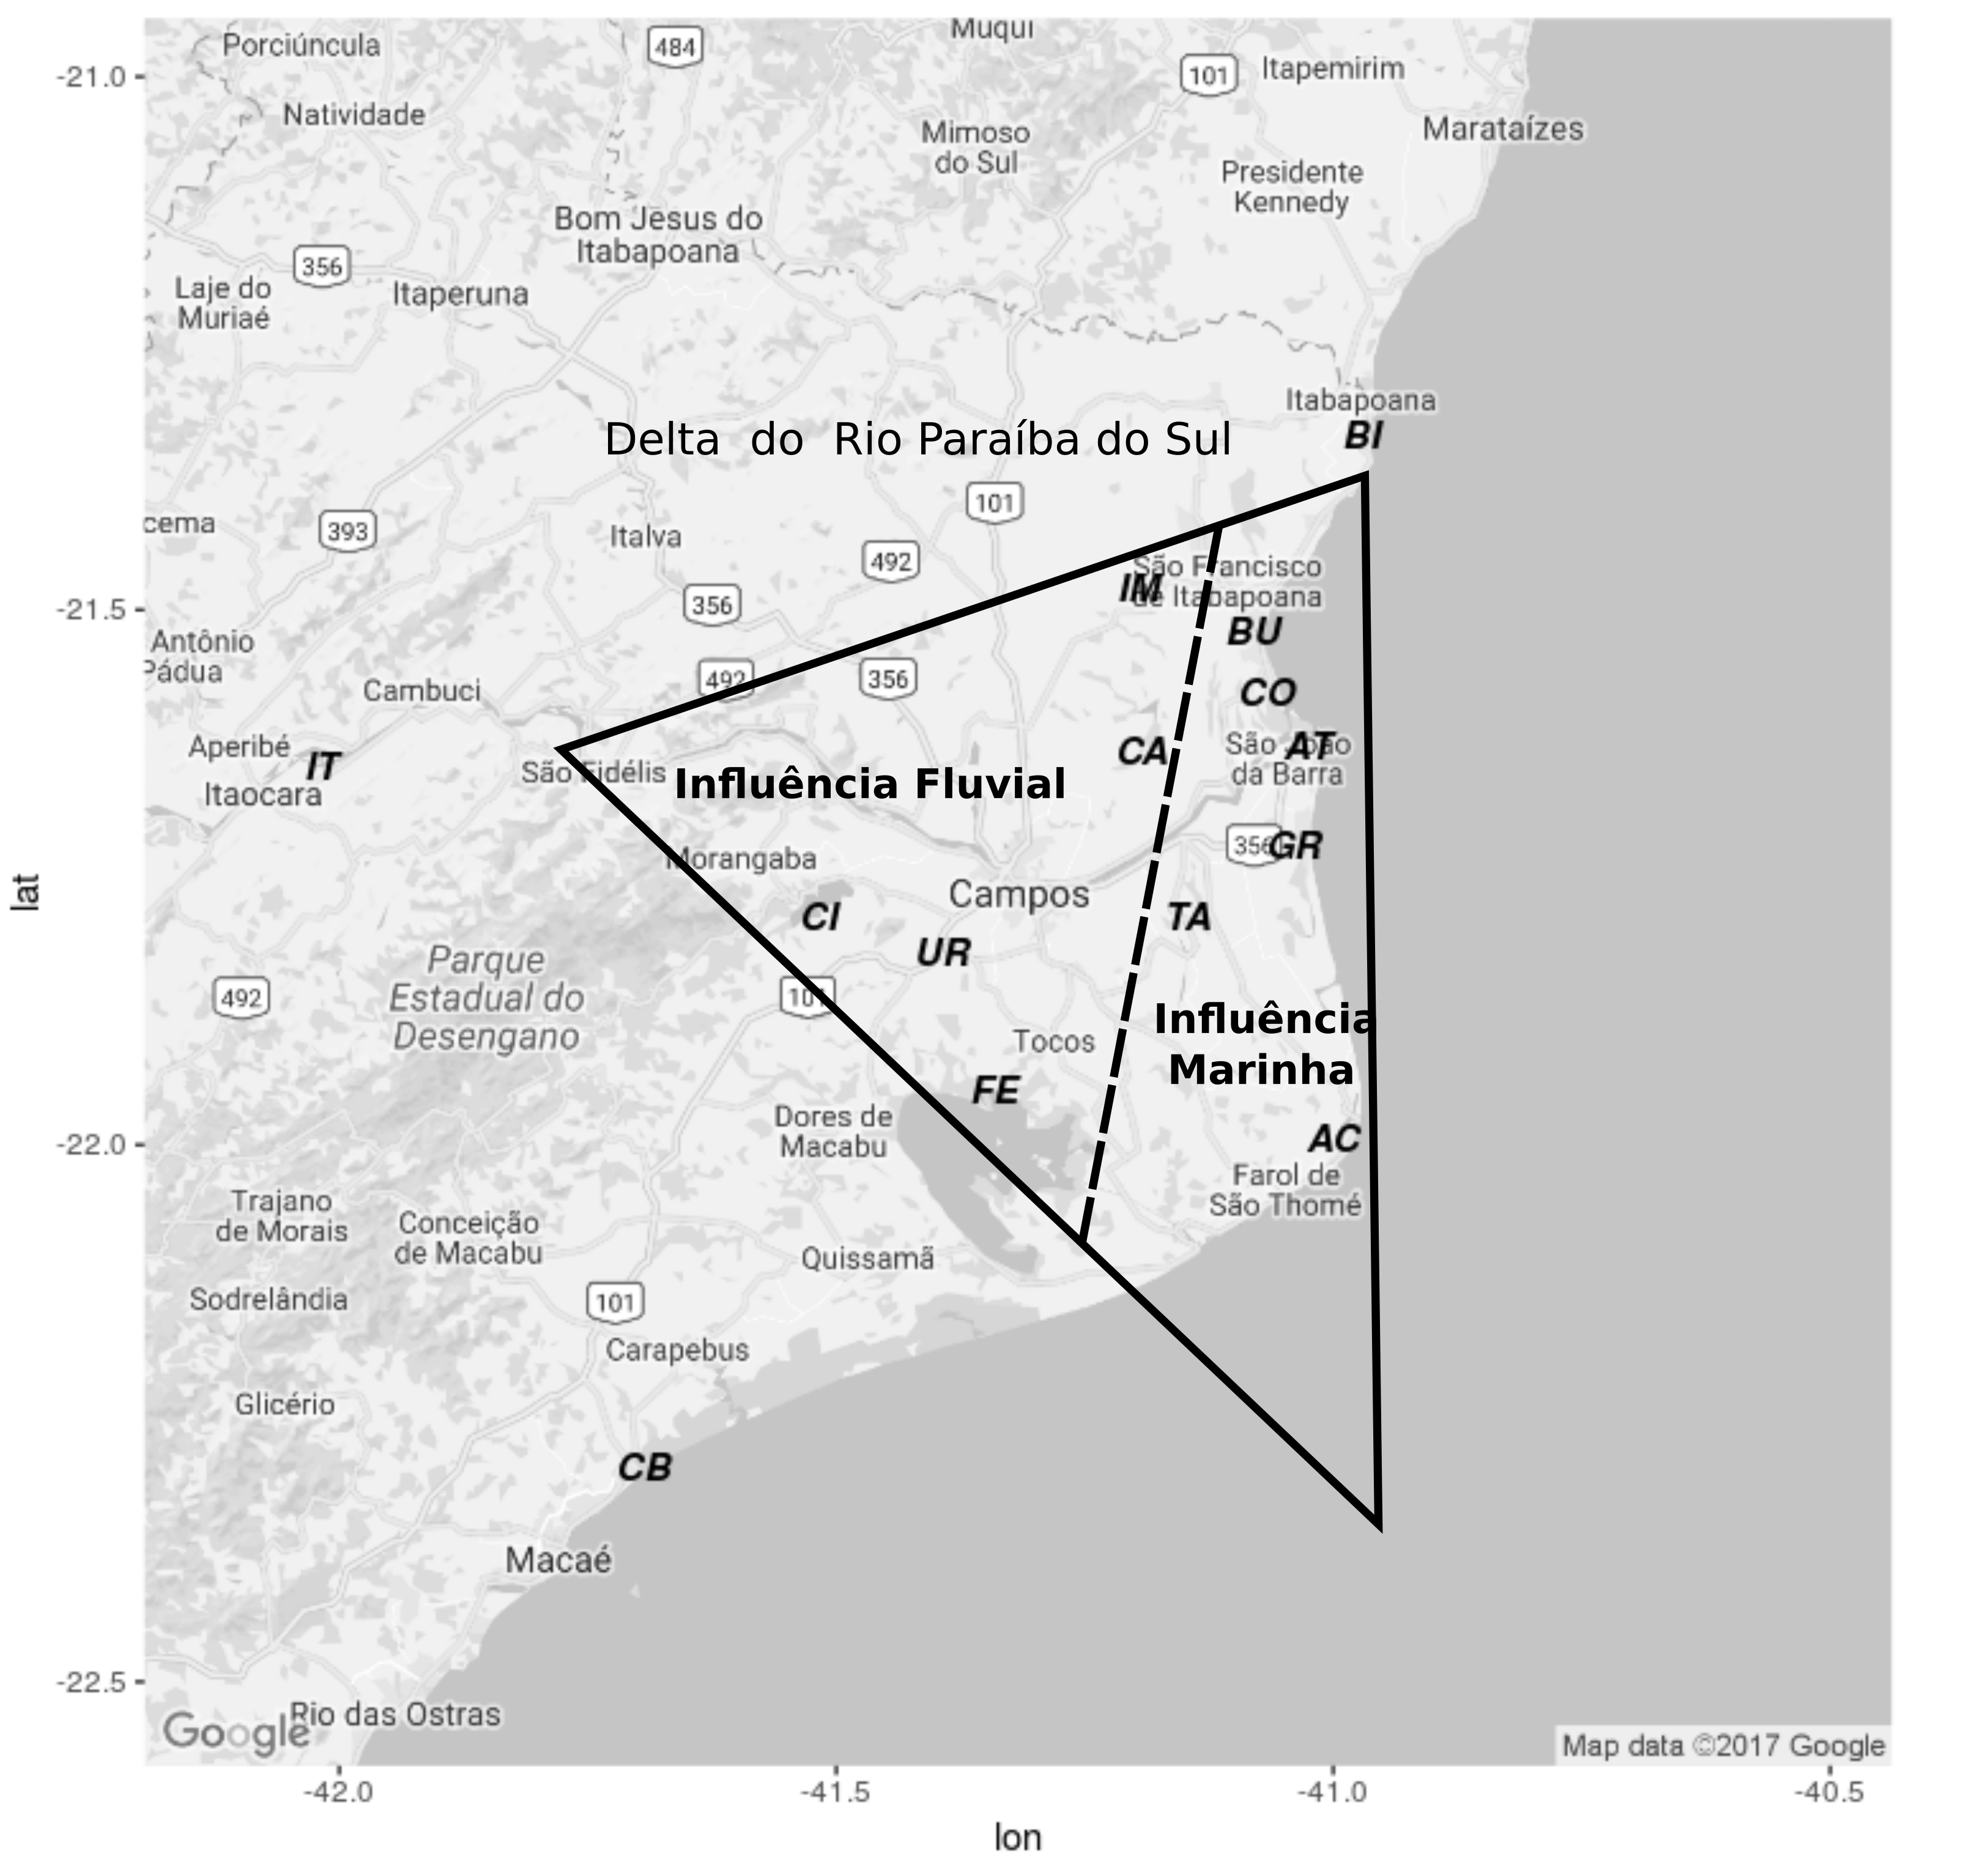 Muqui
Porciúncula
484
-21.0
101
Itapemirim
Natividade
Marataízes
Mimoso
do Sul
Presidente
Kennedy
Bom Jesus do
Itabapoana
356
Laje do
Muriaé
Itaperuna
Itabapoana
BI
Delta do Rio Paraíba do Sul
101
cema
393
Italva
492
São Francisco
de Itabapoana
IM
-21.5
356
BU
Antônio
Pádua
492
356
Cambuci
CO
Aperibé
IT
Itaocara
São Fidélis
CA
São João
da Barra
AT
Influência Fluvial
356
GR
Morangaba
lat
Campos
CI
TA
UR
Parque
Estadual do
Desengano
492
101
Influência
Marinha
Tocos
FE
Dores de
Macabu
-22.0
AC
Farol de
São Thomé
Trajano
de Morais
Conceição
de Macabu
Quissamã
Sodrelândia
101
Carapebus
Glicério
CB
Macaé
-22.5
Rio das Ostras
Google
Map data ©2017 Google
-42.0
-41.5
-41.0
-40.5
lon